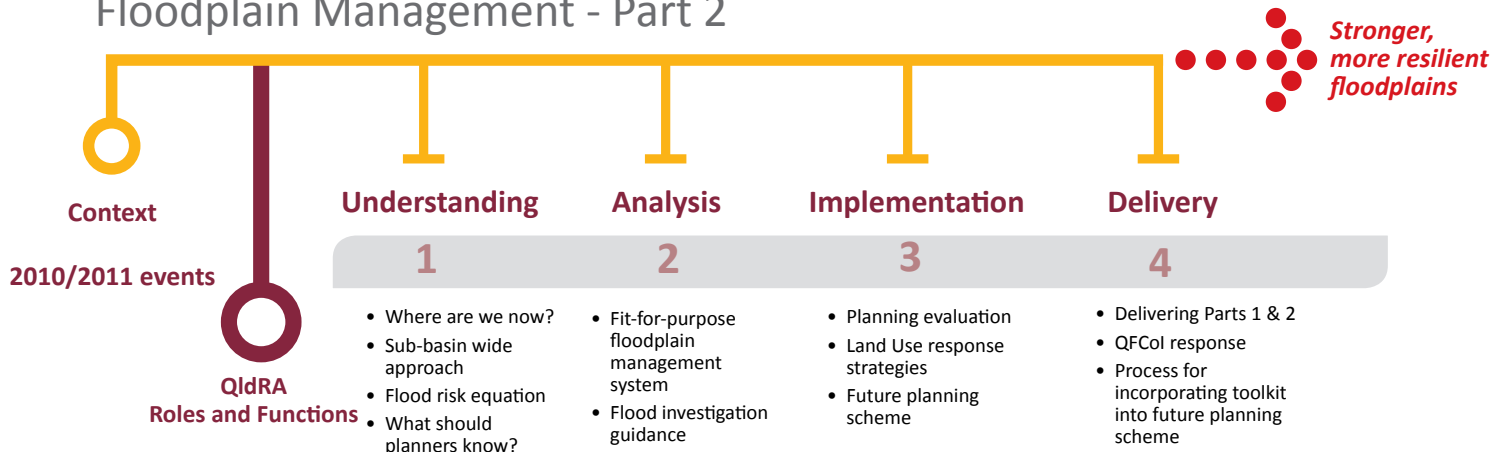 Floodplain Management - Part 2
Stronger,
more resilient
floodplains
Context
2010/2011 events
QldRA
Roles and Functions
Understanding
1
• Where are we now?
• Sub-basin wide
approach
• Flood risk equation
• What should
planners know?
Analysis
2
• Fit-for-purpose
floodplain
management
system
• Flood investigation
guidance
Implementation
3
• Planning evaluation
• Land Use response
strategies
• Future planning
scheme
Delivery
4
• Delivering Parts 1 & 2
• QFCoI response
• Process for
incorporating toolkit
into future planning
scheme